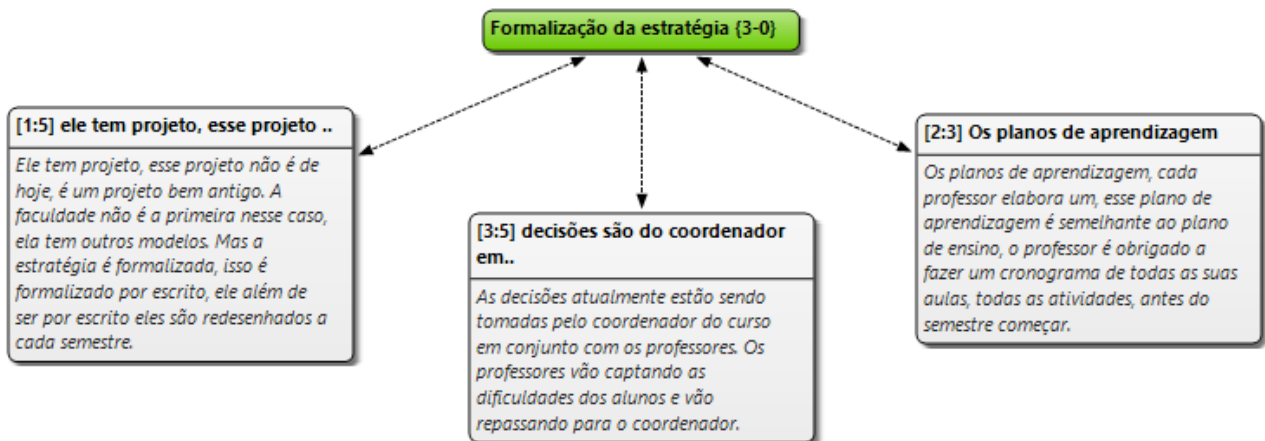 Formalização da estratégia {3-0}
[1:5] ele tem projeto, esse projeto ..
Ele tem projeto, esse projeto não é de
hoje, é um projeto bem antigo. A
faculdade não é a primeira nesse caso,
ela tem outros modelos. Mas a
estratégia é formalizada, isso é
formalizado por escrito, ele além de
ser por escrito eles são redesenhados a
cada semestre.
[3:5] decisões são do coordenador
em..
As decisões atualmente estão sendo
tomadas pelo coordenador do curso
em conjunto com os professores. Os
professores vão captando as
dificuldades dos alunos e vão
repassando para o coordenador.
[2:3] Os planos de aprendizagem
Os planos de aprendizagem, cada
professor elabora um, esse plano de
aprendizagem é semelhante ao plano
de ensino, o professor é obrigado a
fazer um cronograma de todas as suas
aulas, todas as atividades, antes do
semestre começar.